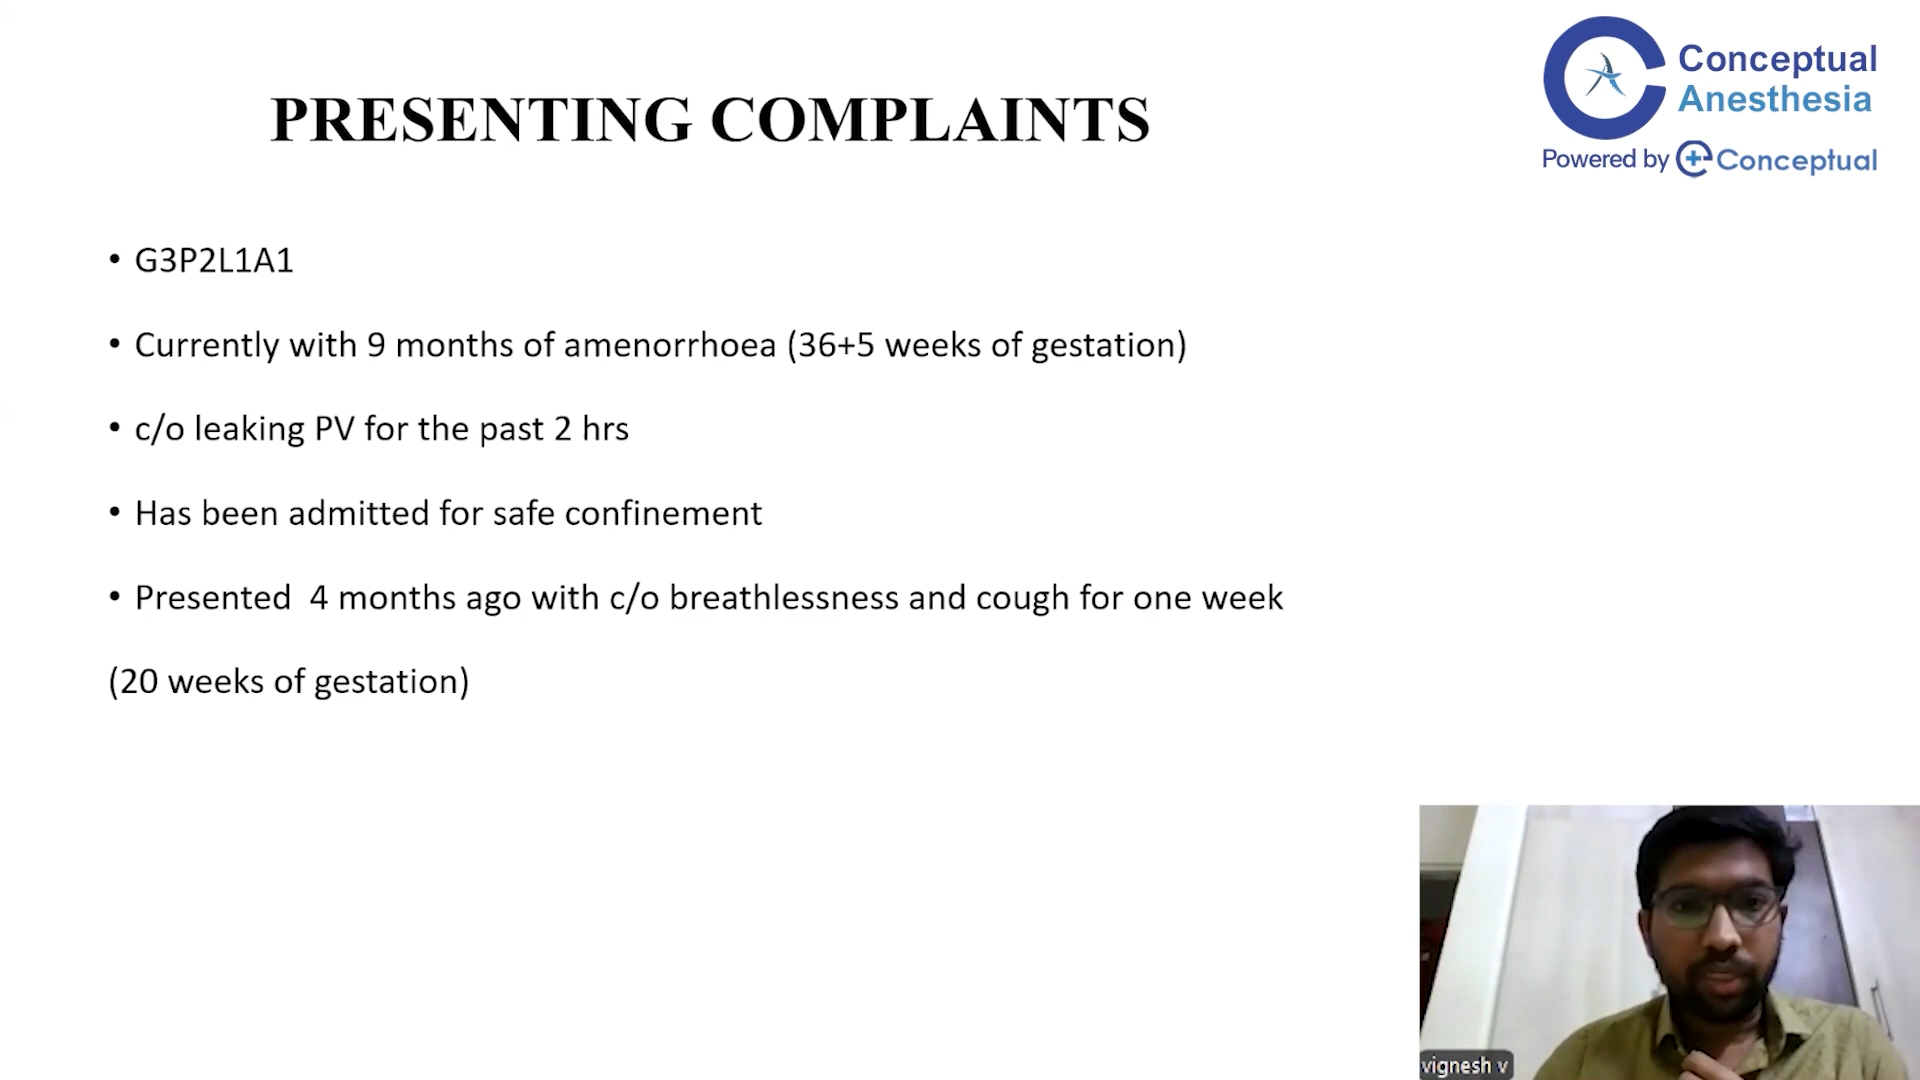 Conceptual
Anesthesia
Powered by Conceptual
PRESENTING COMPLAINTS
• G3P2L1A1
• Currently with 9 months of amenorrhoea (36+5 weeks of gestation)
• c/o leaking PV for the past 2 hrs
• Has been admitted for safe confinement
• Presented 4 months ago with c/o breathlessness and cough for one week
(20 weeks of gestation)
vignesh v